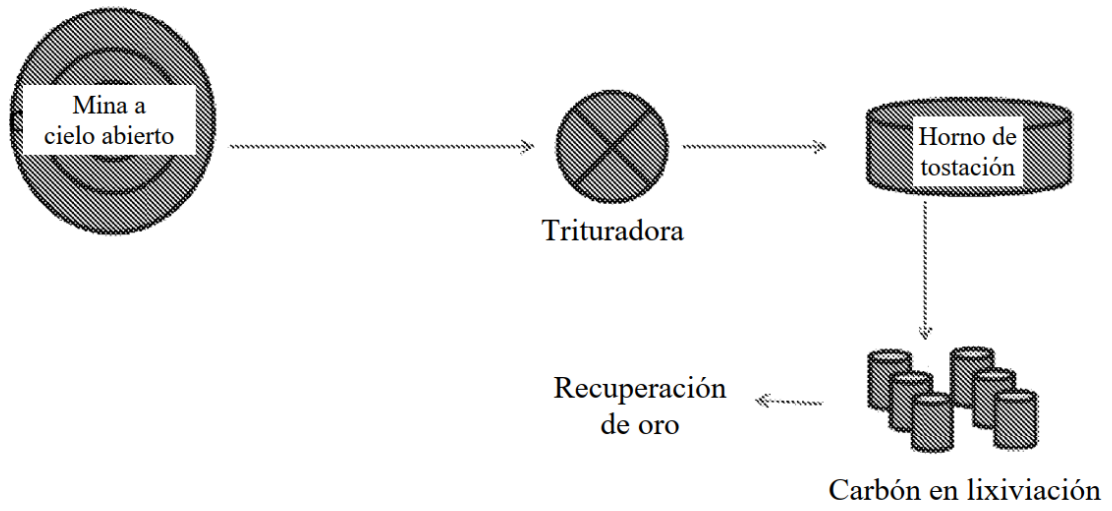 Mina a
cielo abierto
Trituradora
Horno de
tostación
Recuperación
de oro
Carbón en lixiviación